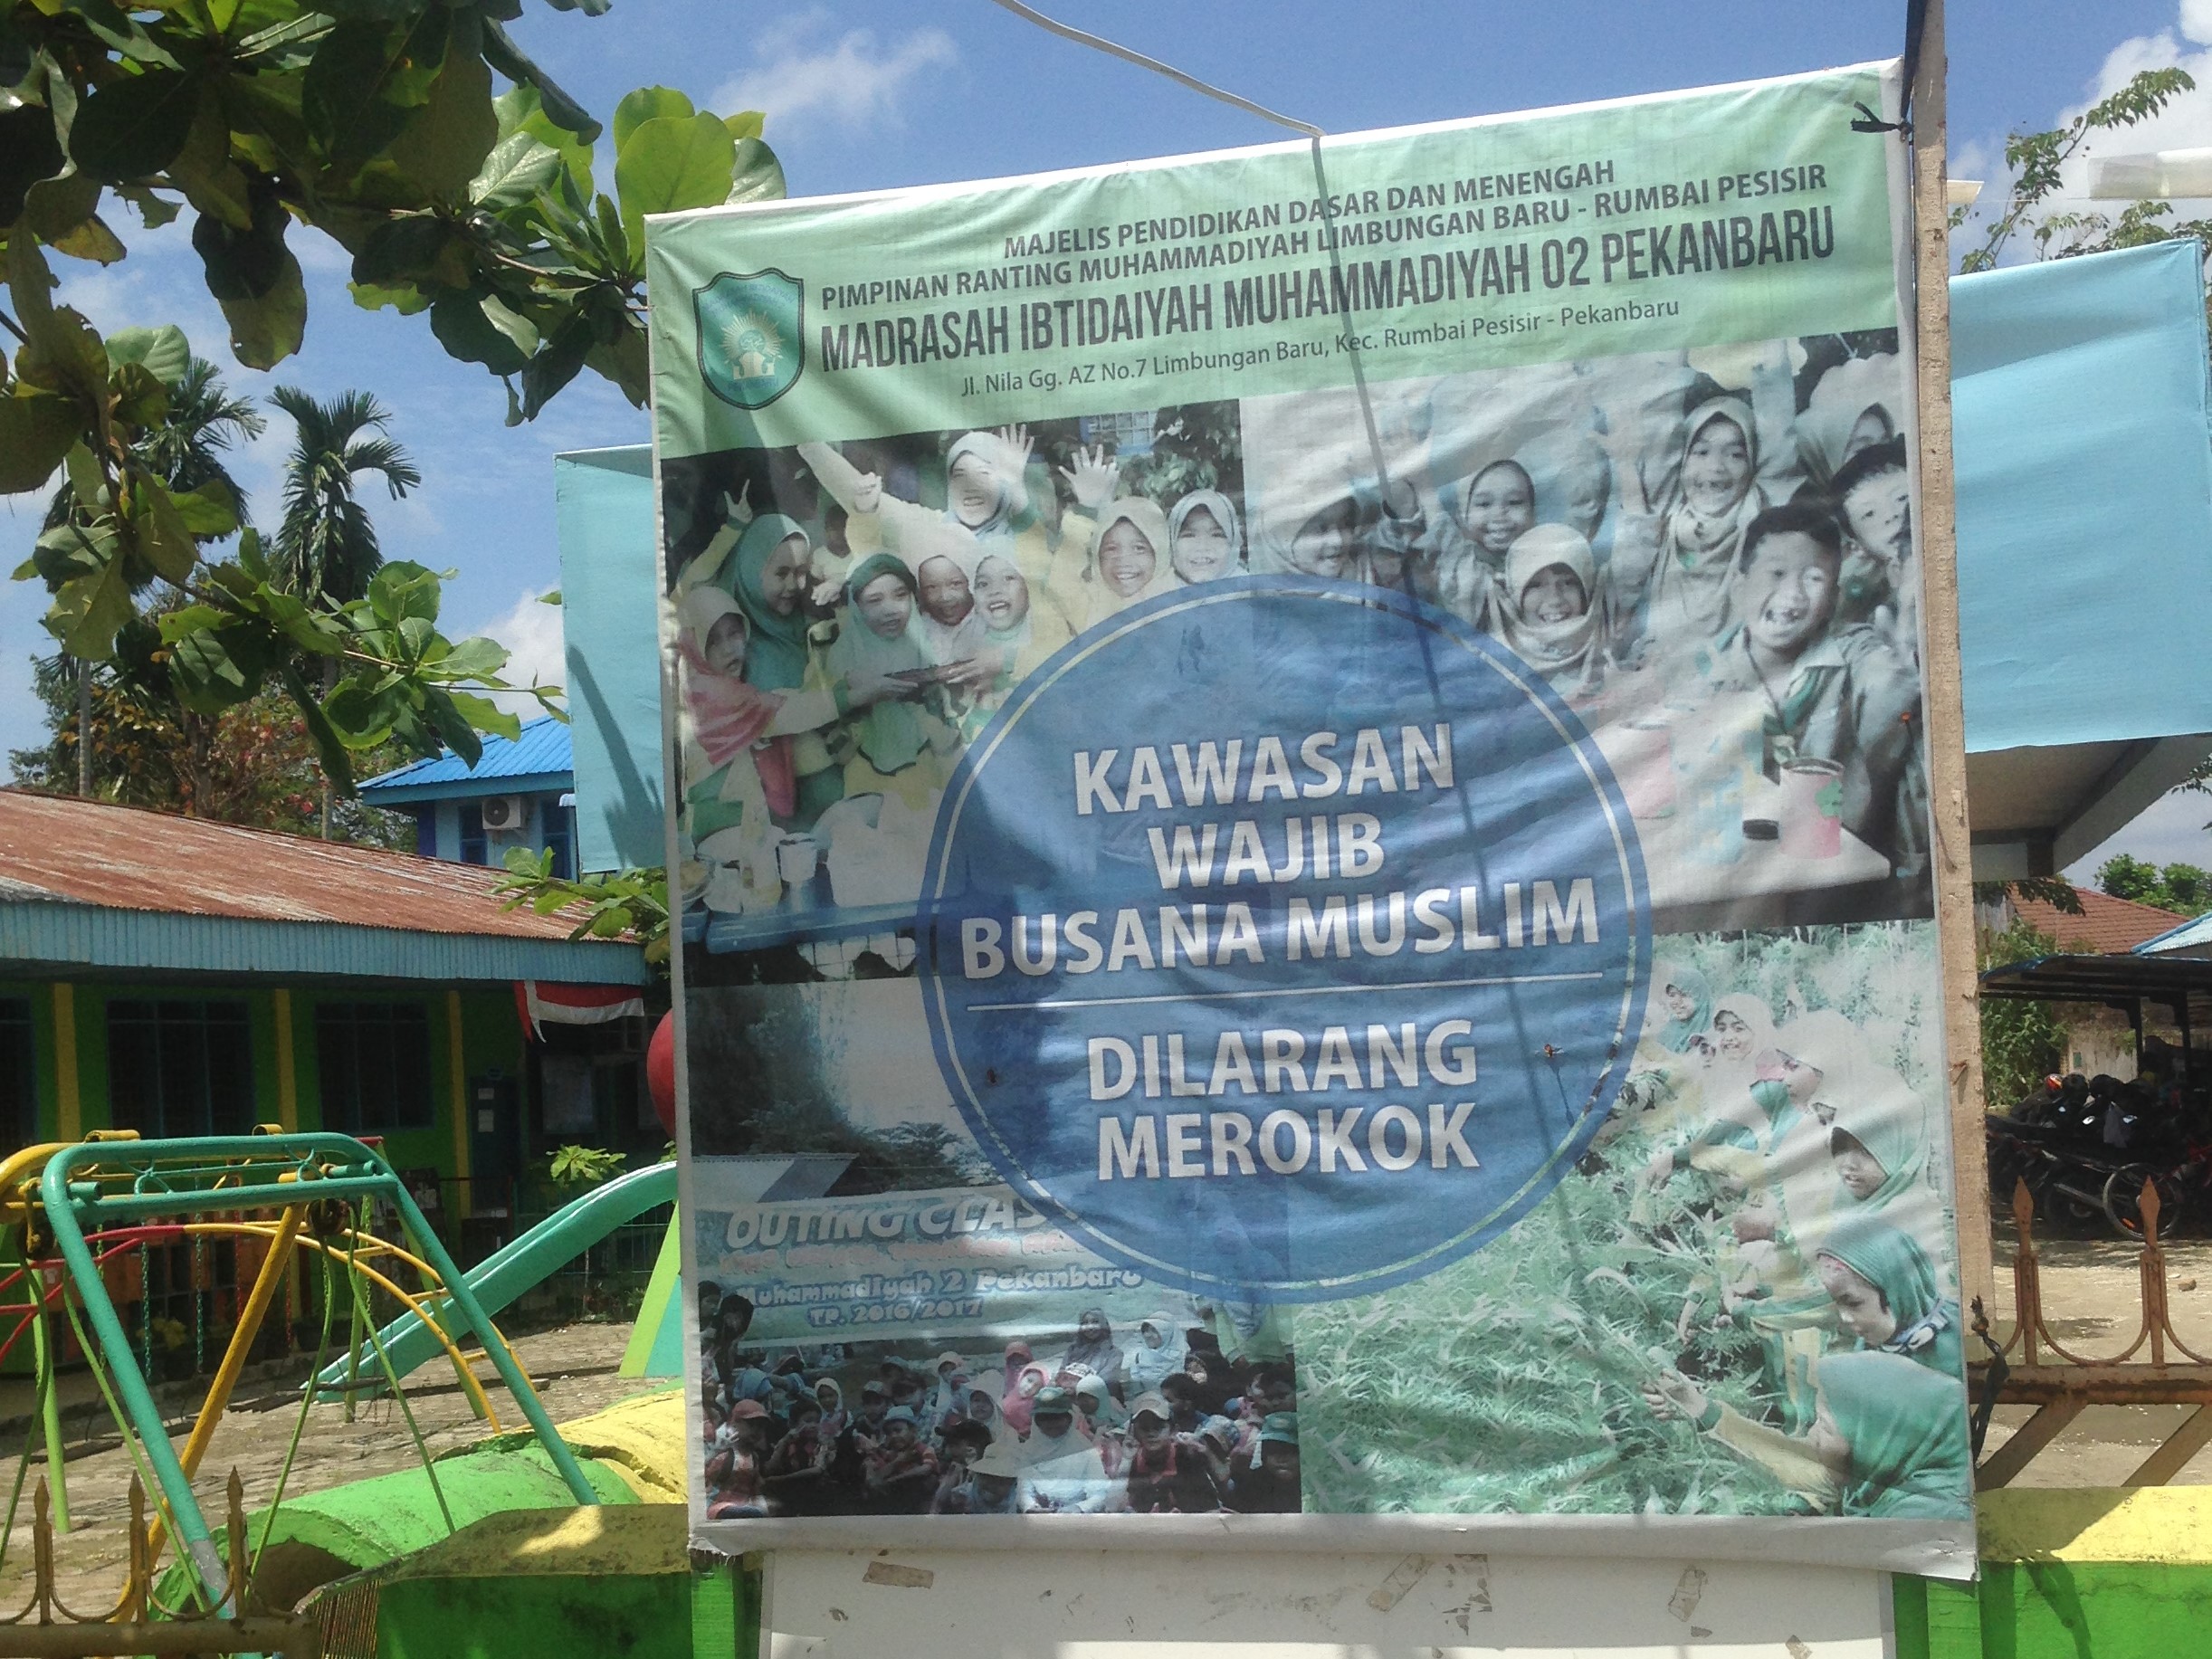 MAJELIS PENDIDIKAN DASAR DAN MENENGAH
PIMPINAN RANTING MUHAMMADIYAH LIMBUNGAN BARU - RUMBAI PESISIR
MADRASAH IBTIDAIYAH MUHAMMADIYAH 02 PEKANBARU
Jl. Nila Gg. AZ No.7 Limbungan Baru, Kec. Rumbai Pesisir - Pekanbaru
KAWASAN
WAJIB
BUSANA MUSLIM
DILARANG
MEROKOK
OUTING CLAS
Muhammadiyah 2 Pekanbaru
TP. 2016/2017